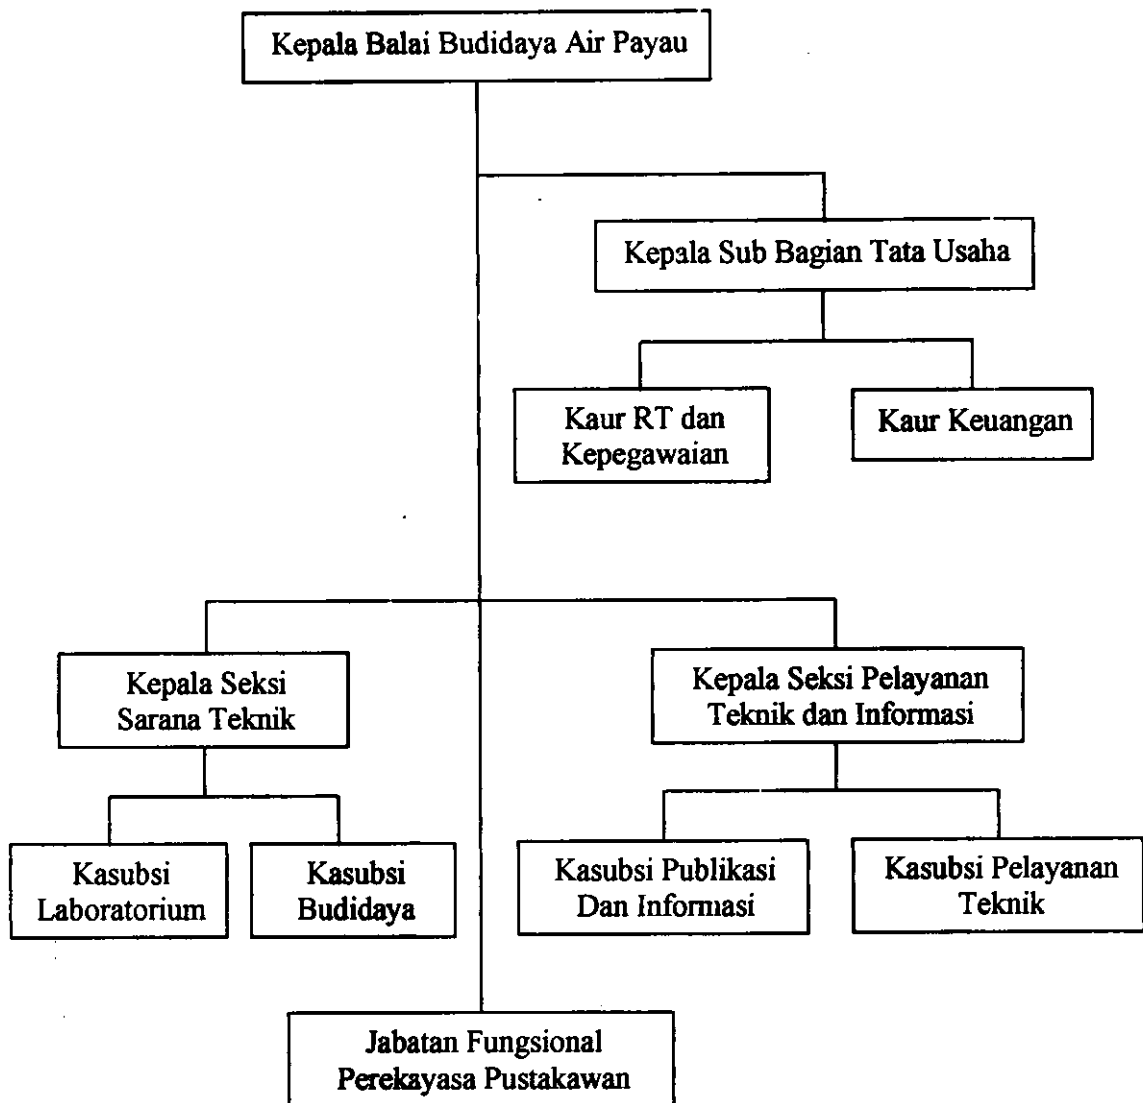 Kepala Balai Budidaya Air Payau
Kepala Sub Bagian Tata Usaha
Kaur RT dan
Kepegawaian
Kaur Keuangan
Kepala Seksi
Sarana Teknik
Kepala Seksi Pelayanan
Teknik dan Informasi
Kasubsi
Laboratorium
Kasubsi
Budidaya
Kasubsi Publikasi
Dan Informasi
Kasubsi Pelayanan
Teknik
Jabatan Fungsional
Perekayasa Pustakawan